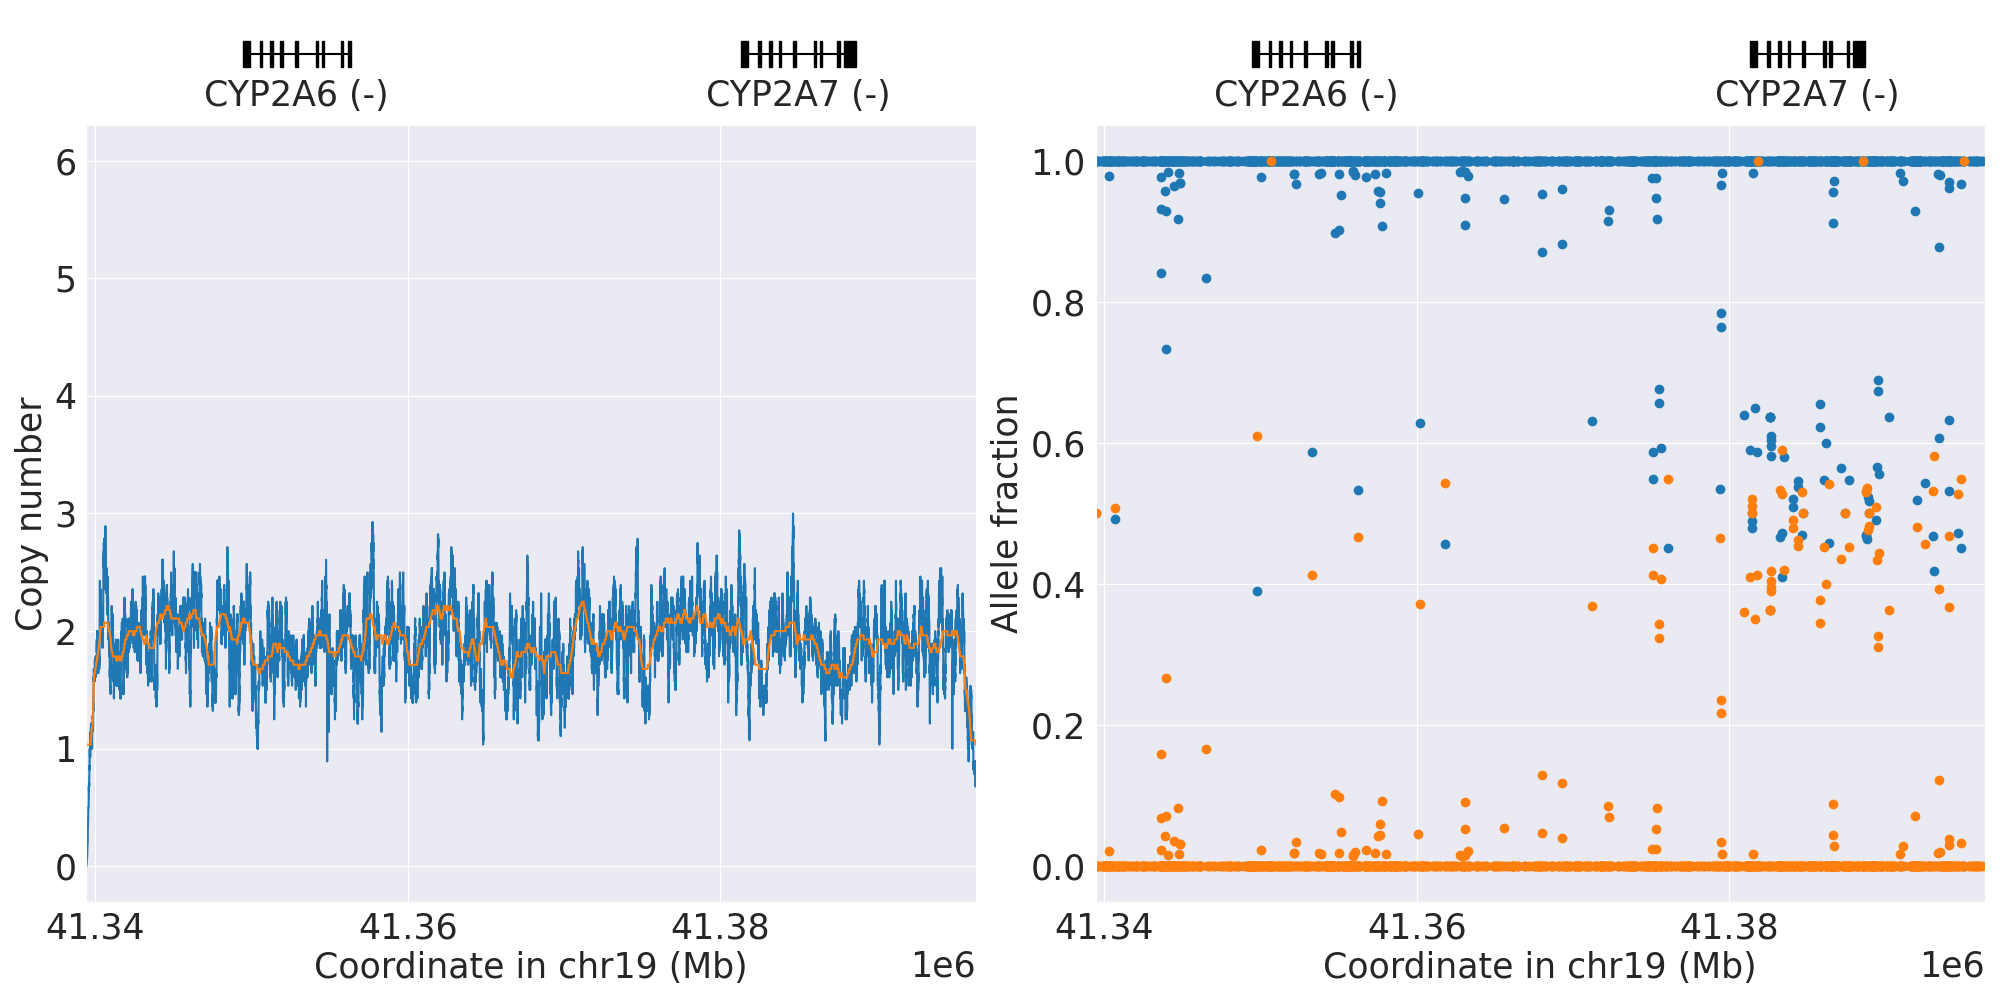 CYP2A6 (-)
CYP2A7 (-)
6
5
4
3
2
1
0
Copy number
41.34
41.36
41.38
Coordinate in chr19 (Mb)
1e6
CYP2A6 (-)
CYP2A7 (-)
1.0
0.8
0.6
0.4
0.2
0.0
Allele fraction
41.34
41.36
41.38
Coordinate in chr19 (Mb)
1e6